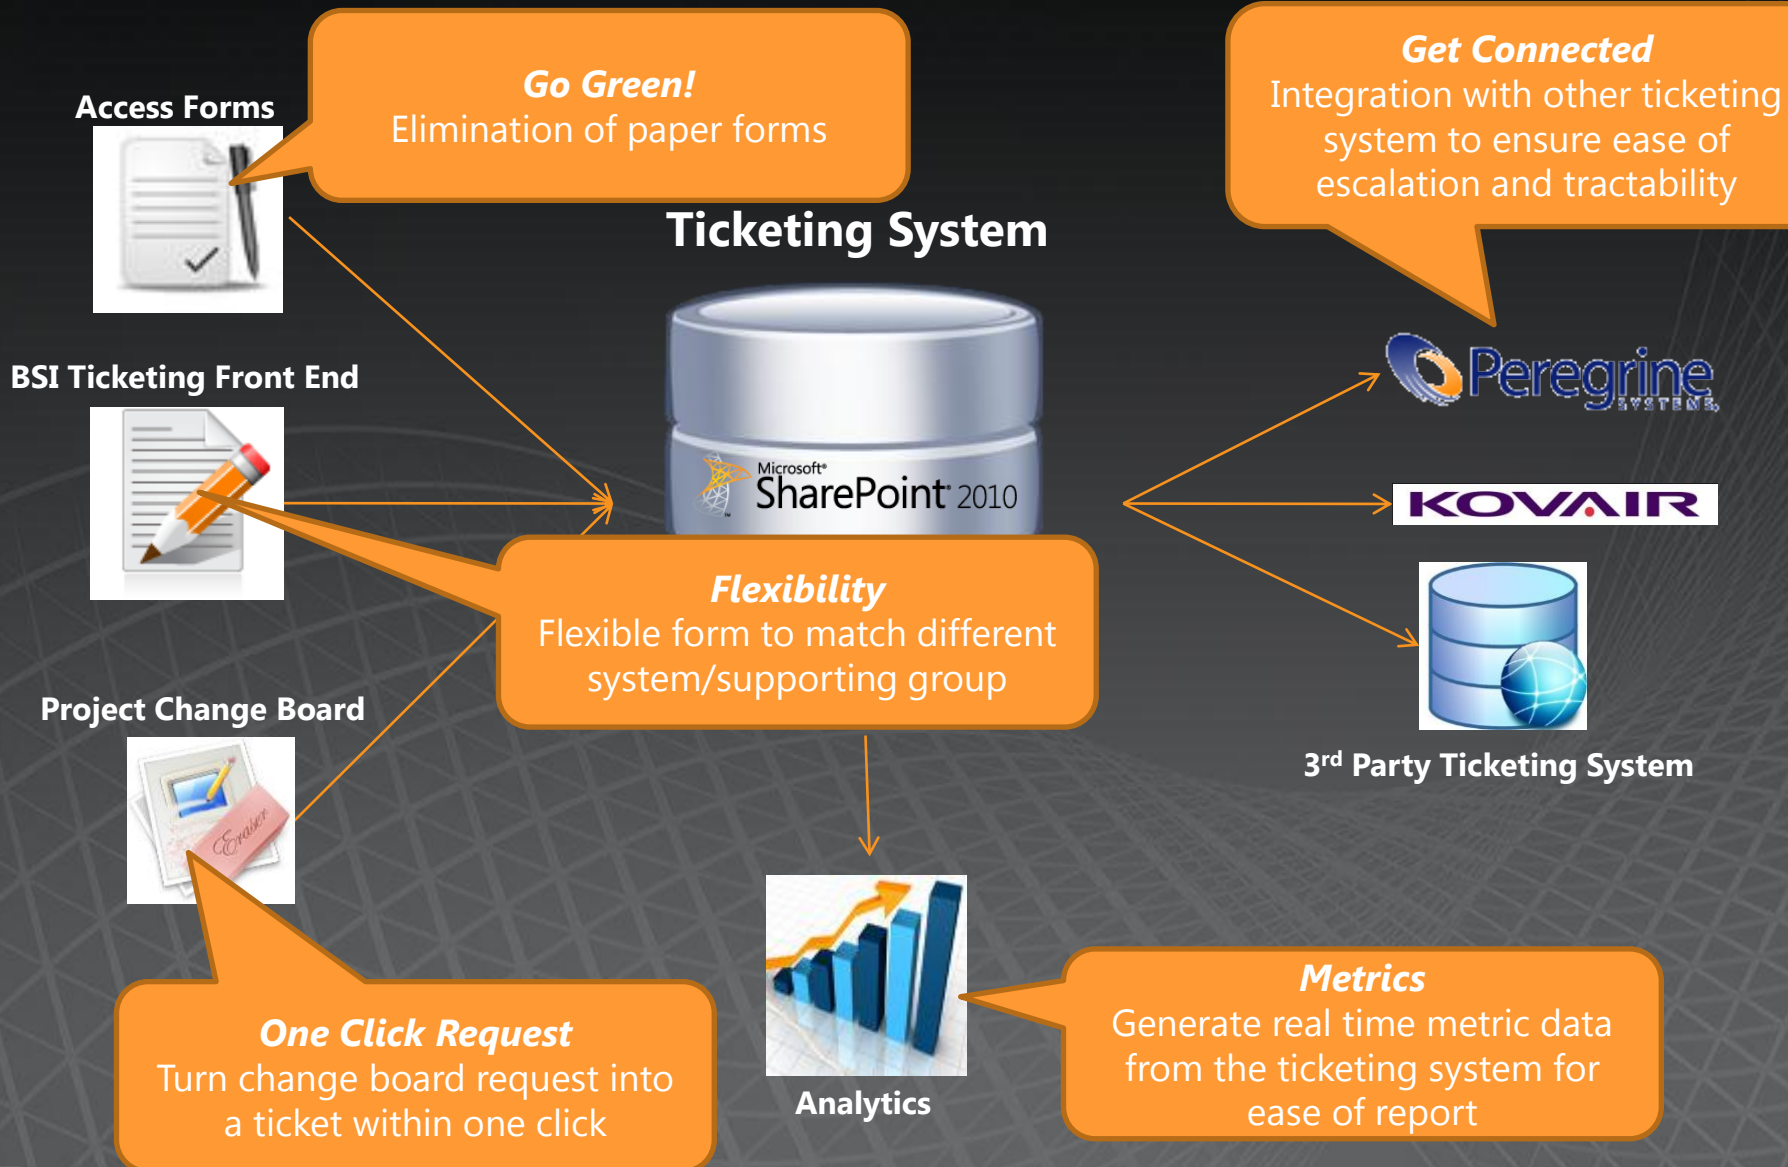 Go Green!
Elimination of paper forms
Get Connected
Integration with other ticketing
system to ensure ease of
escalation and tractability
Access Forms
Ticketing System
BSI Ticketing Front End
Microsoft®
SharePoint® 2010
Peregrine
SYSTEMS®
KOVAIR
Flexibility
Flexible form to match different
system/supporting group
Project Change Board
Eraser
3rd Party Ticketing System
One Click Request
Turn change board request into
a ticket within one click
Analytics
Metrics
Generate real time metric data
from the ticketing system for
ease of report